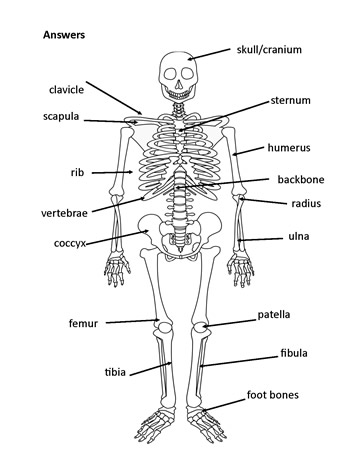 Answers
skull/cranium
clavicle
sternum
scapula
humerus
rib
backbone
radius
vertebrae
ulna
coccyx
patella
femur
fibula
tibia
foot bones